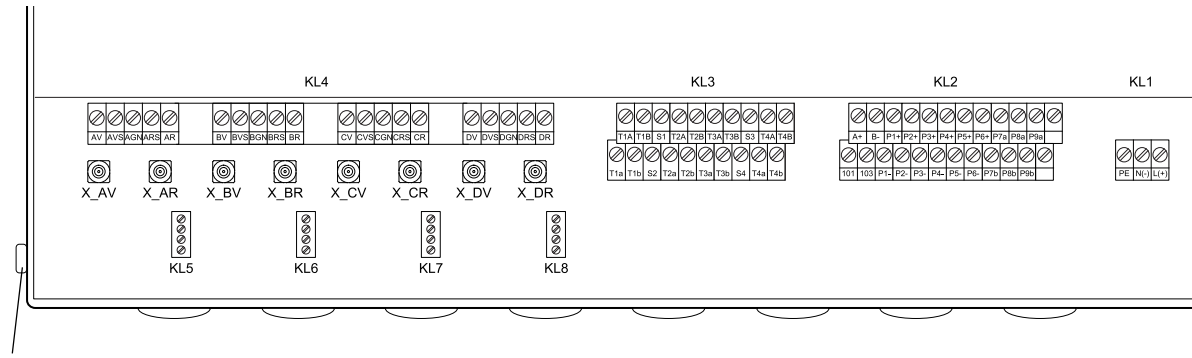 KL4 KL3 KL2 KL1
AV AVS AGN ARS AR BV BVS BGN BRS BR CV CVS CGN CRS CR DV DVS DGN DRS DR T1A T1B S1 T2A T2B T3A T3B S3 T4A T4B A+ B- P1+ P2+ P3+ P4+ P5+ P6+ P7a P8a P9a
T1a T1b S2 T2a T2b T3a T3b S4 T4a T4b 101 103 P1- P2- P3- P4- P5- P6- P7b P8b P9b PE N(-) L(+)
X_AV X_AR X_BV X_BR X_CV X_CR X_DV X_DR
KL5 KL6 KL7 KL8